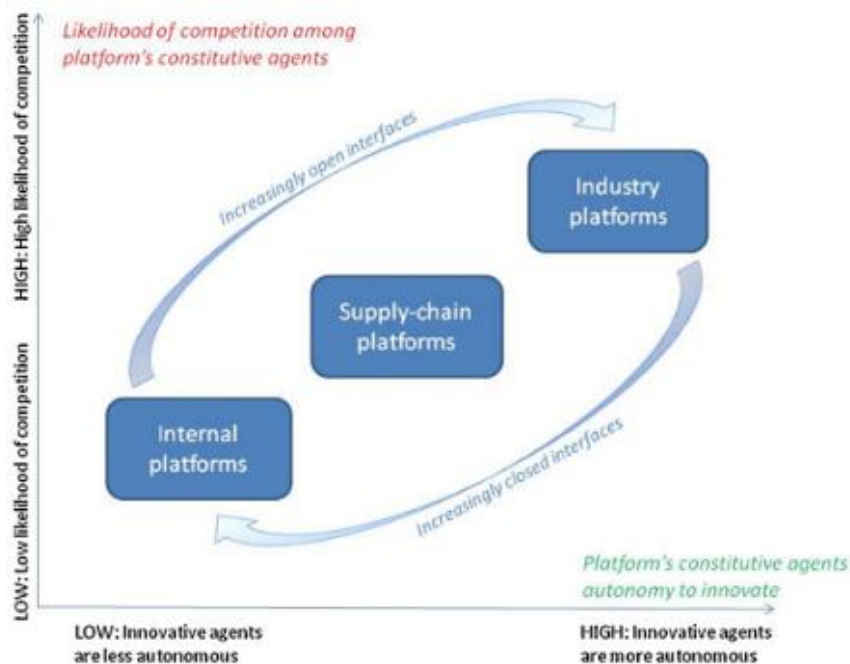 Likelihood of competition among
platform's constitutive agents
HIGH: High likelihood of competition
Increasingly open interfaces
Industry
platforms
Supply-chain
platforms
LOW: Low likelihood of competition
Internal
platforms
Increasingly closed interfaces
Platform's constitutive agents
autonomy to innovate
LOW: Innovative agents
are less autonomous
HIGH: Innovative agents
are more autonomous